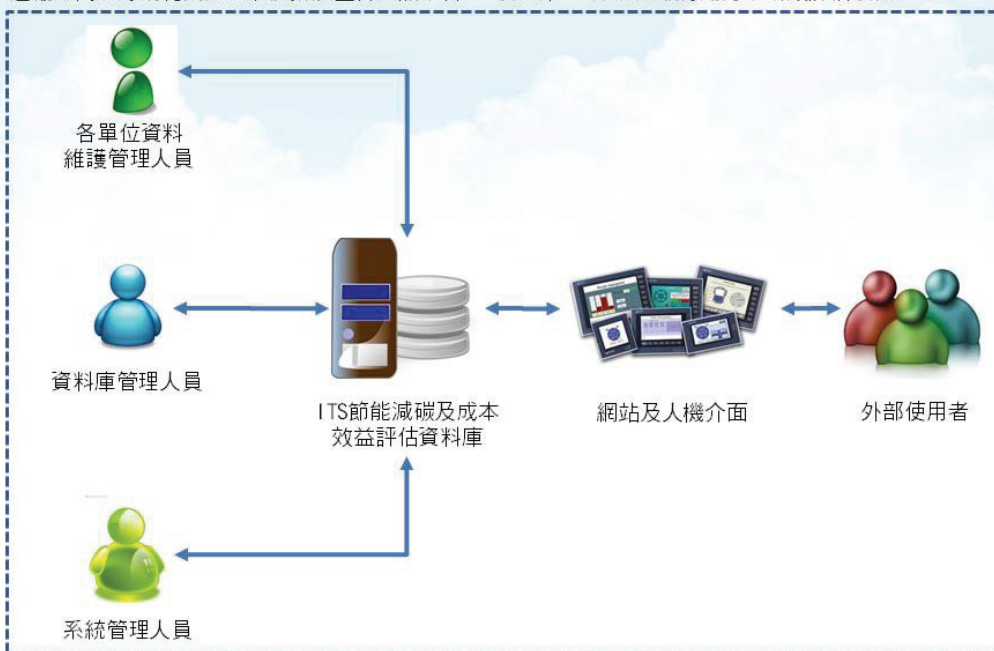 各單位資料
維護管理人員
資料庫管理人員
ITS節能減碳及成本
效益評估資料庫
網站及人機介面
外部使用者
系統管理人員